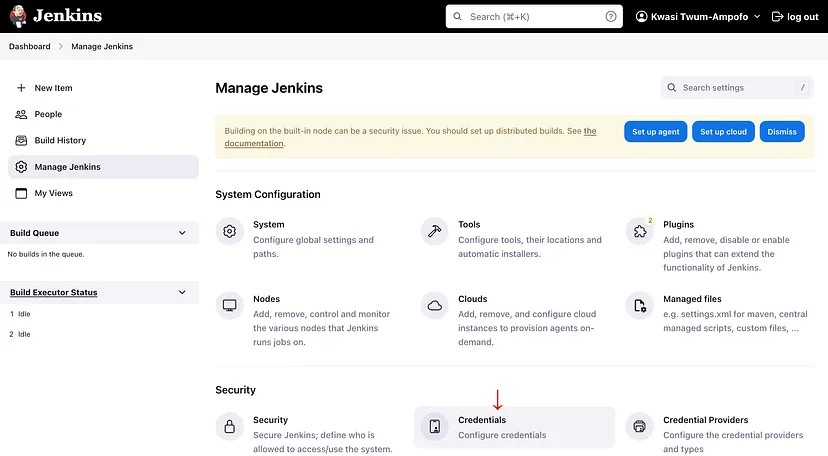 Jenkins
Search (⌘+K)
Kwasi Twum-Ampofo
log out
Dashboard
Manage Jenkins
New Item
People
Build History
Manage Jenkins
My Views
Build Queue
No builds in the queue.
Build Executor Status
1 Idle
2 Idle
Manage Jenkins
Search settings
/
Building on the built-in node can be a security issue. You should set up distributed builds. See the
documentation.
Set up agent
Set up cloud
Dismiss
System Configuration
System
Configure global settings and
paths.
Tools
Configure tools, their locations and
automatic installers.
2
Plugins
Add, remove, disable or enable
plugins that can extend the
functionality of Jenkins.
Nodes
Add, remove, control and monitor
the various nodes that Jenkins
runs jobs on.
Clouds
Add, remove, and configure cloud
instances to provision agents on-
demand.
Managed files
e.g. settings.xml for maven, central
managed scripts, custom files, ...
Security
Security
Secure Jenkins; define who is
allowed to access/use the system.
Credentials
Configure credentials
Credential Providers
Configure the credential providers
and types